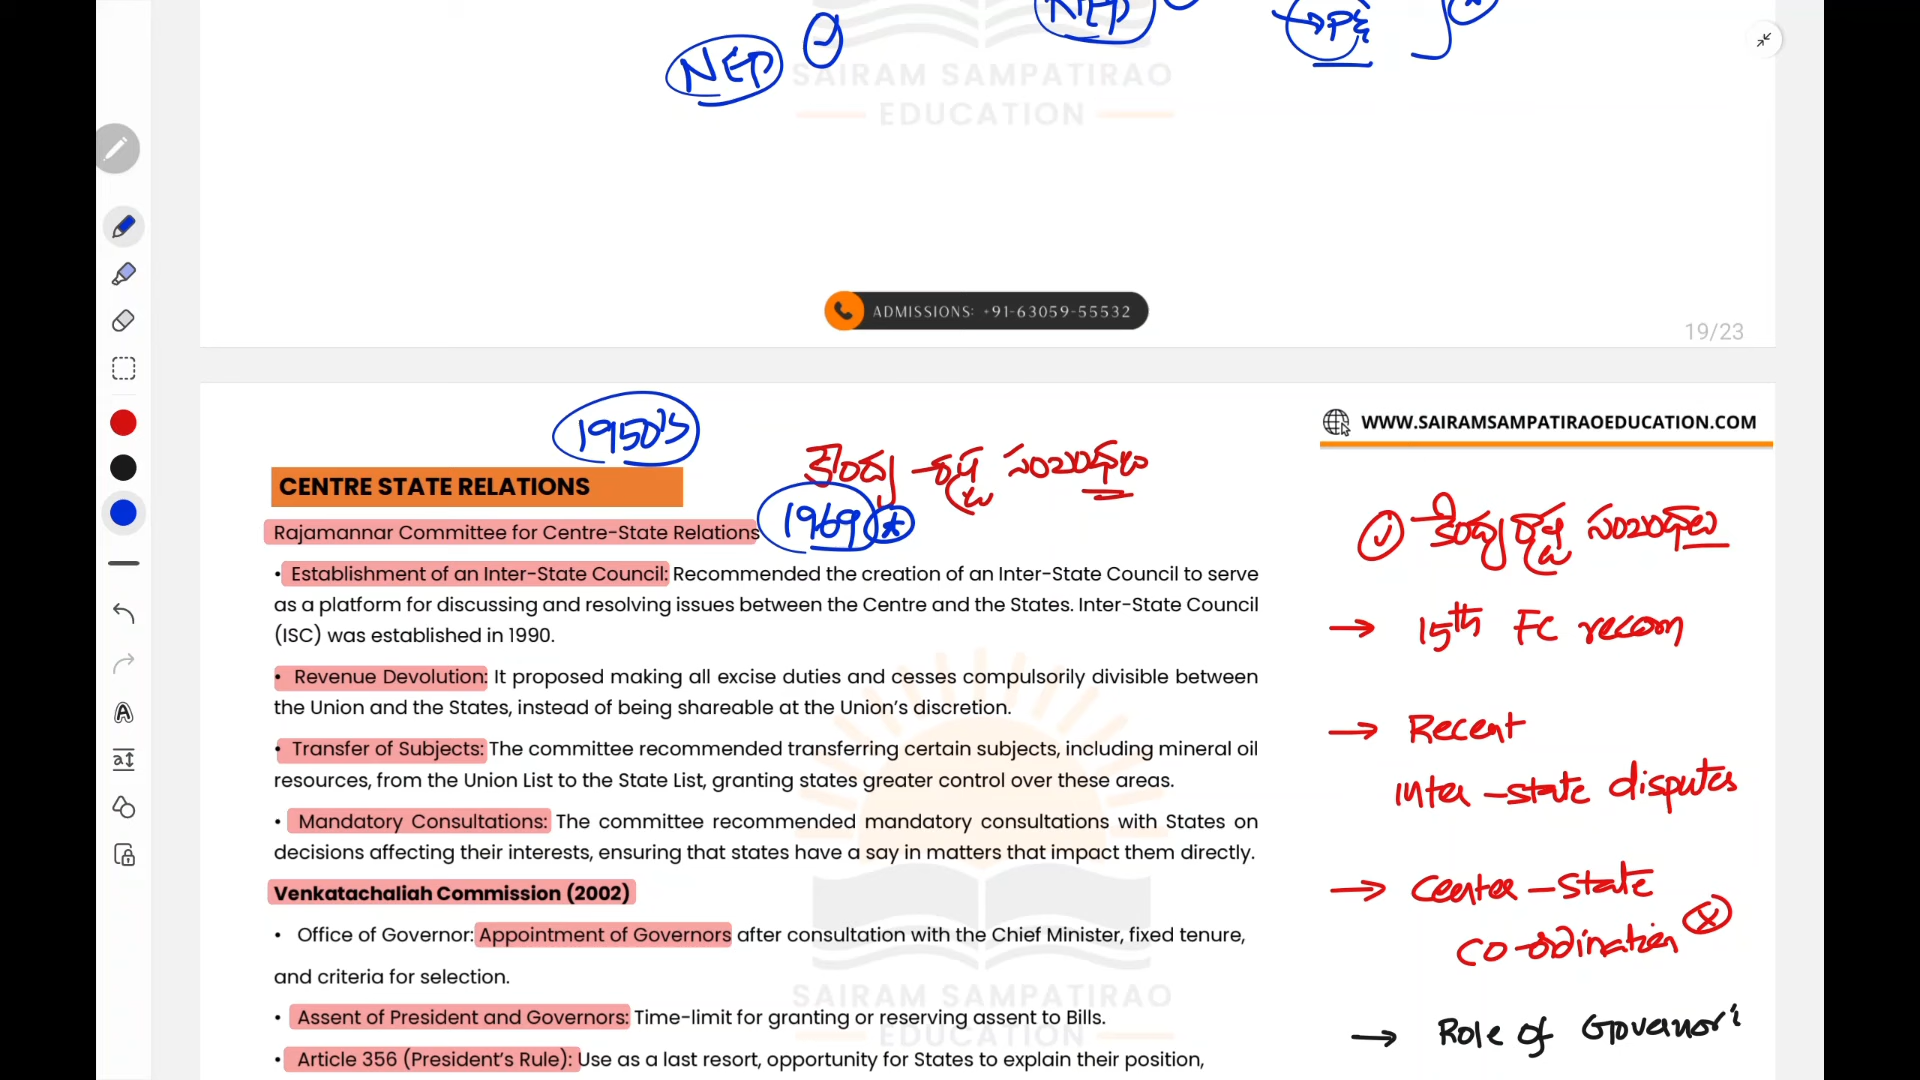 NEP
NEP
SAIRAM SAMPATIRAO
EDUCATION
ADMISSIONS: +91-63059-55532
19/23
1950's
WWW.SAIRAMSAMPATIRAOEDUCATION.COM
కేంద్ర రాష్ట్ర సంబంధాలు
CENTRE STATE RELATIONS
1969
Rajamannar Committee for Centre-State Relations
కేంద్ర రాష్ట్ర సంబంధాలు
• Establishment of an Inter-State Council: Recommended the creation of an Inter-State Council to serve
as a platform for discussing and resolving issues between the Centre and the States. Inter-State Council
(ISC) was established in 1990.
→ 15th FC recom
• Revenue Devolution: It proposed making all excise duties and cesses compulsorily divisible between
the Union and the States, instead of being shareable at the Union's discretion.
→ Recent
Inter-state disputes
• Transfer of Subjects: The committee recommended transferring certain subjects, including mineral oil
resources, from the Union List to the State List, granting states greater control over these areas.
• Mandatory Consultations: The committee recommended mandatory consultations with States on
decisions affecting their interests, ensuring that states have a say in matters that impact them directly.
→ Center-State
Co-ordination
Venkatachaliah Commission (2002)
• Office of Governor: Appointment of Governors after consultation with the Chief Minister, fixed tenure,
and criteria for selection.
SAIRAM SAMPATIRAO
EDUCATION
• Assent of President and Governors: Time-limit for granting or reserving assent to Bills.
→ Role of Governor's
• Article 356 (President's Rule): Use as a last resort, opportunity for States to explain their position,